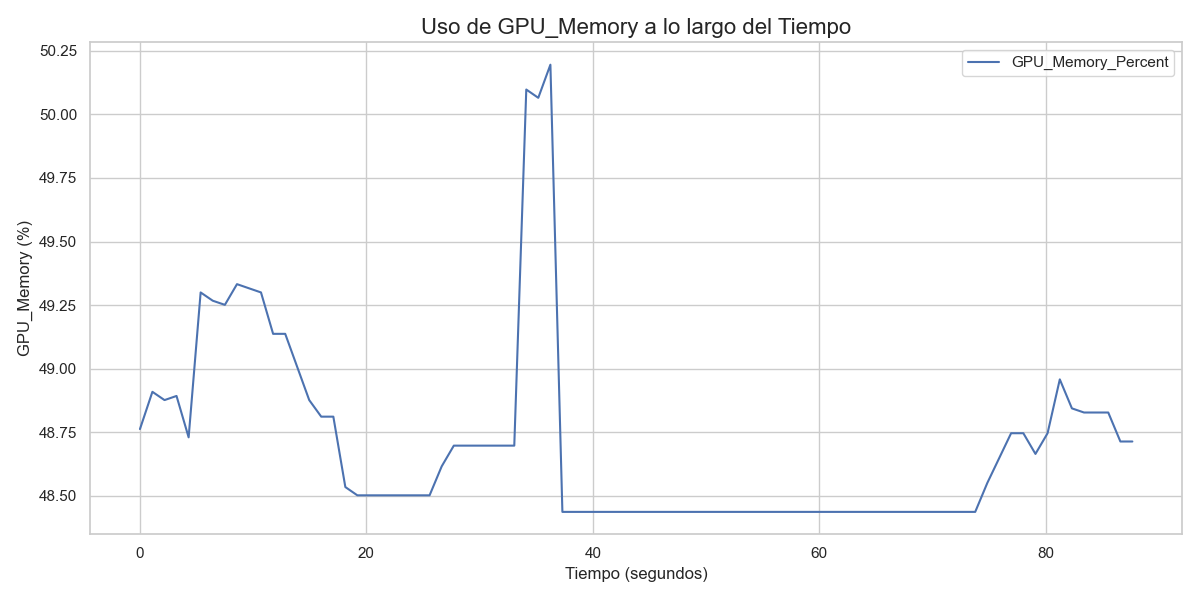 Uso de GPU_Memory a lo largo del Tiempo
GPU_Memory_Percent
GPU_Memory (%)
50.25
50.00
49.75
49.50
49.25
49.00
48.75
48.50
0 20 40 60 80
Tiempo (segundos)